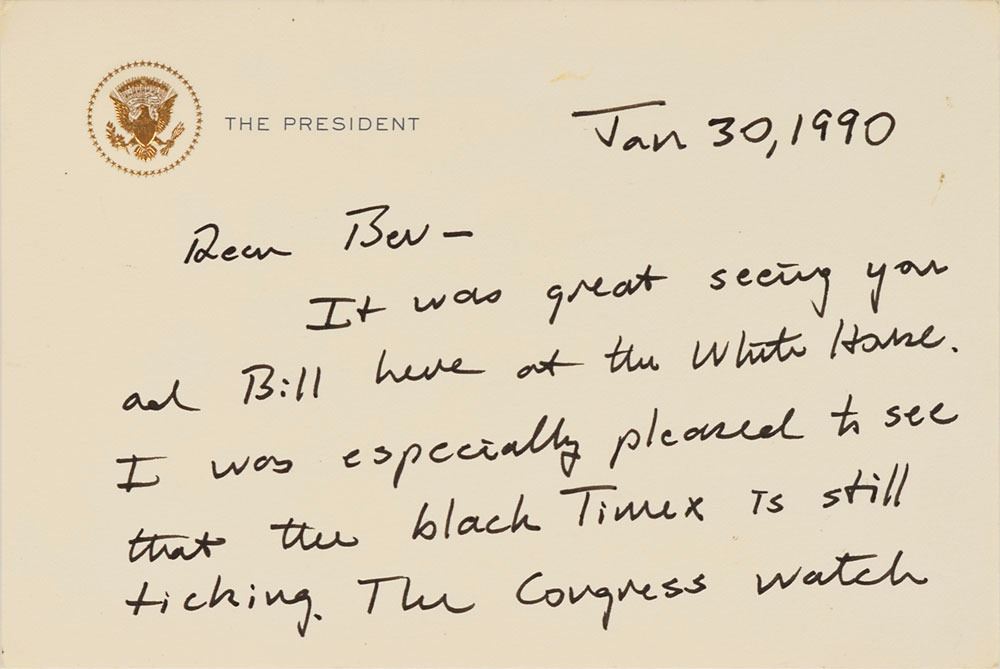 THE PRESIDENT
Jan 30, 1990
Dear Bev—
It was great seeing you
and Bill here at the White House.
I was especially pleased to see
that the black Timex is still
ticking. The Congress watch